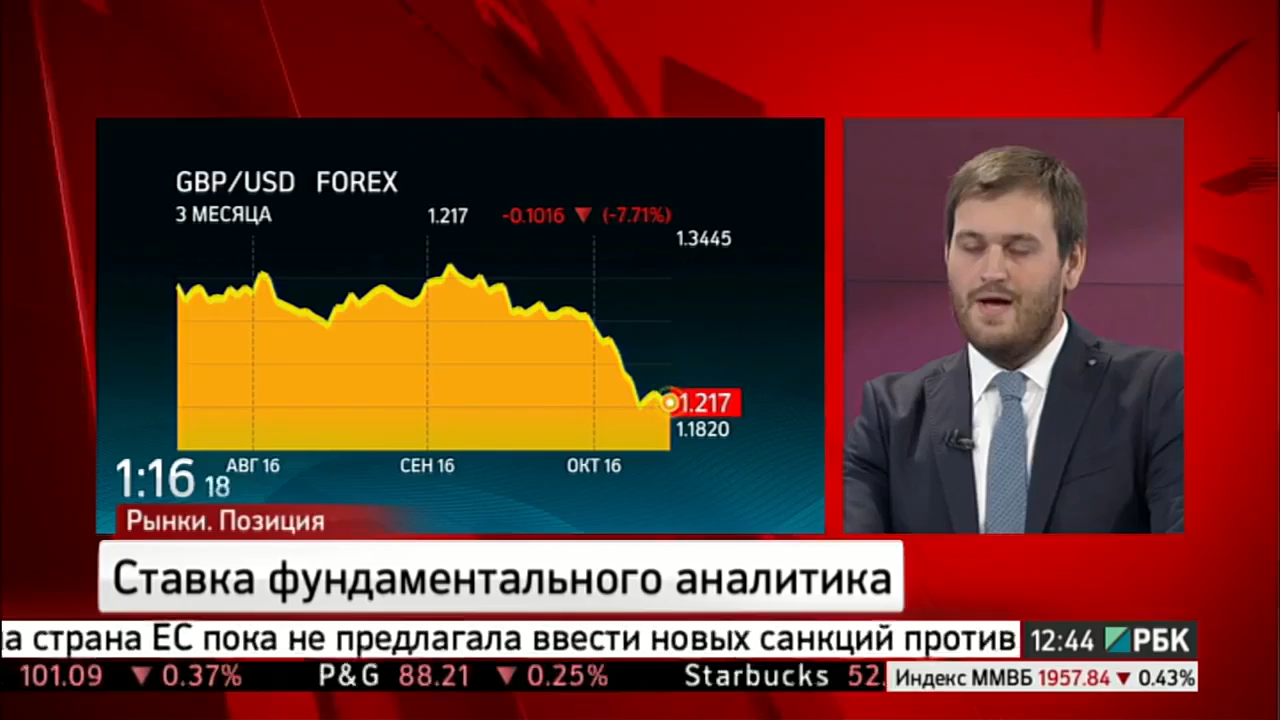 GBP/USD FOREX
3 МЕСЯЦА 1.217 -0.1016 ▼ (-7.71%)
1.3445
1.217
1.1820
АВГ 16 СЕН 16 ОКТ 16
1:16 18
Рынки. Позиция
Ставка фундаментального аналитика
а страна ЕС пока не предлагала ввести новых санкций против
12:44 РБК
101.09 ▼ 0.37% P&G 88.21 ▼ 0.25% Starbucks 52.
Индекс ММВБ 1957.84 ▼ 0.43%